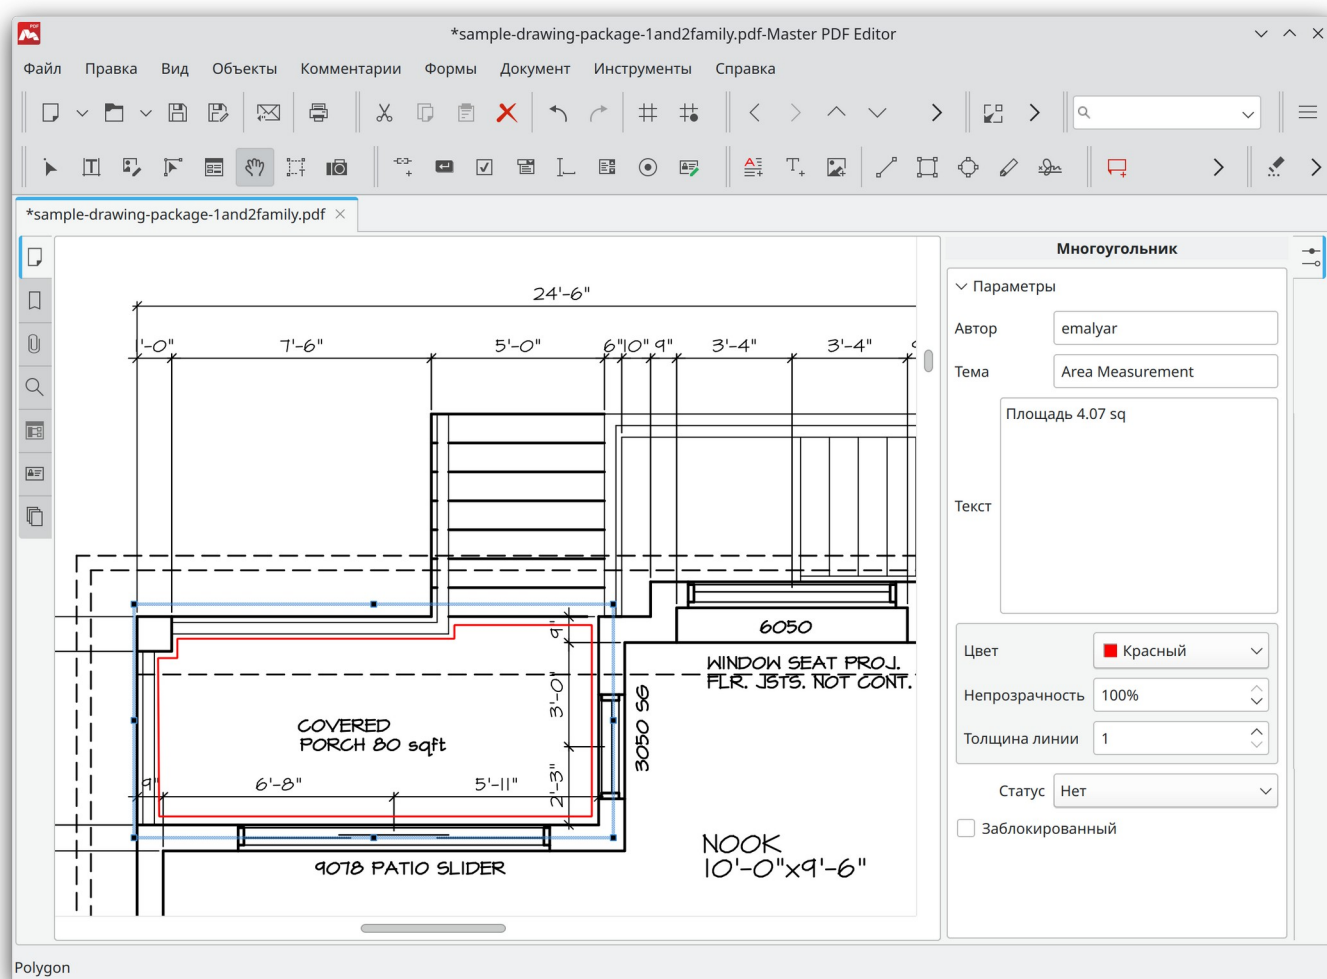 PDF
*sample-drawing-package-1and2family.pdf-Master PDF Editor
Файл Правка Вид Объекты Комментарии Формы Документ Инструменты Справка
*sample-drawing-package-1and2family.pdf
Многоугольник
Параметры
Автор emalyar
Тема Area Measurement
Площадь 4.07 sq
Текст
Цвет Красный
Непрозрачность 100%
Толщина линии 1
Статус Нет
Заблокированный
24'-6"
'-0" 7'-6" 5'-0" 6" 10" 9" 3'-4" 3'-4"
6050
WINDOW SEAT PROJ.
FLR. JSTS. NOT CONT.
9"
3'-0"
2'-3"
3050 SG
COVERED
PORCH 80 sqft
9" 6'-8" 5'-11"
9078 PATIO SLIDER
NOOK
10'-0"x9'-6"
Polygon